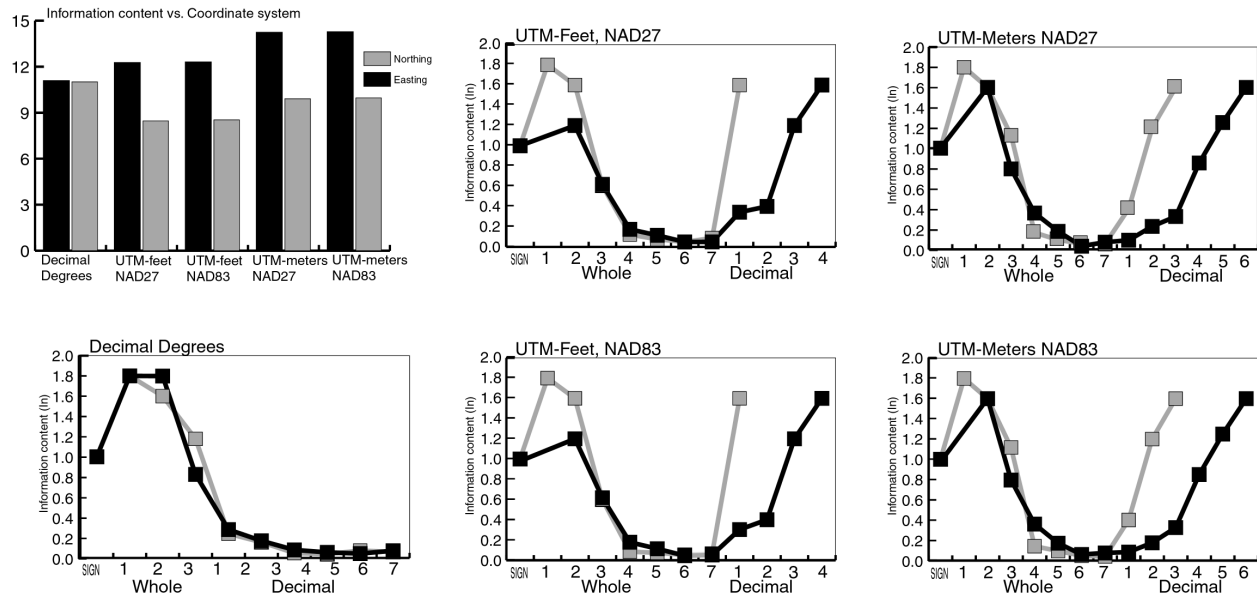 Information content vs. Coordinate system
15
12
9
6
3
0
Northing
Easting
Decimal Degrees
UTM-feet NAD27
UTM-feet NAD83
UTM-meters NAD27
UTM-meters NAD83
UTM-Feet, NAD27
Information content (ln)
2.0
1.8
1.6
1.4
1.2
1.0
0.8
0.6
0.4
0.2
0.0
SIGN 1 2 3 4 5 6 7 1 2 3 4
Whole Decimal
UTM-Meters NAD27
Information content (ln)
2.0
1.8
1.6
1.4
1.2
1.0
0.8
0.6
0.4
0.2
0.0
SIGN 1 2 3 4 5 6 7 1 2 3 4 5 6
Whole Decimal
Decimal Degrees
Information content (ln)
2.0
1.8
1.6
1.4
1.2
1.0
0.8
0.6
0.4
0.2
0.0
SIGN 1 2 3 1 2 3 4 5 6 7
Whole Decimal
UTM-Feet, NAD83
Information content (ln)
2.0
1.8
1.6
1.4
1.2
1.0
0.8
0.6
0.4
0.2
0.0
SIGN 1 2 3 4 5 6 7 1 2 3 4
Whole Decimal
UTM-Meters NAD83
Information content (ln)
2.0
1.8
1.6
1.4
1.2
1.0
0.8
0.6
0.4
0.2
0.0
SIGN 1 2 3 4 5 6 7 1 2 3 4 5 6
Whole Decimal